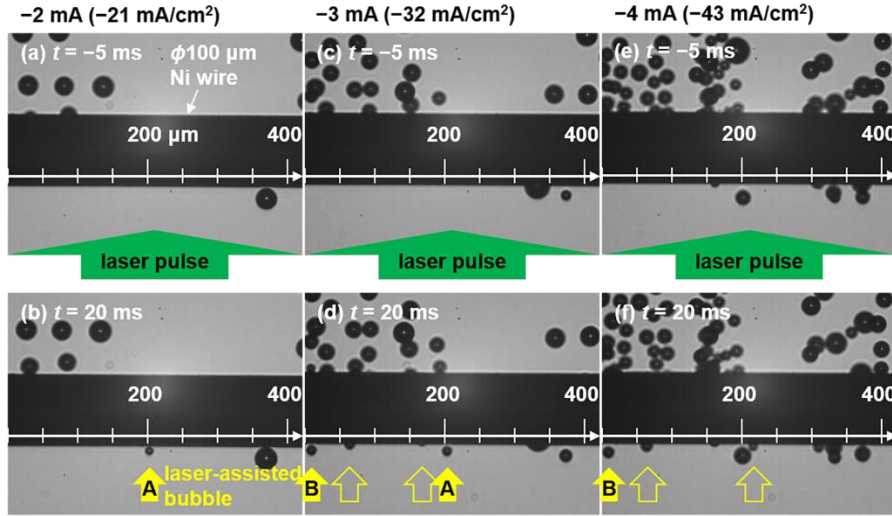 −2 mA (−21 mA/cm²)
−3 mA (−32 mA/cm²)
−4 mA (−43 mA/cm²)
(a) t = −5 ms
ϕ100 µm
Ni wire
200 µm
400
laser pulse
(c) t = −5 ms
200
400
laser pulse
(e) t = −5 ms
200
400
laser pulse
(b) t = 20 ms
200
400
A
laser-assisted
bubble
(d) t = 20 ms
200
400
B
A
(f) t = 20 ms
200
400
B